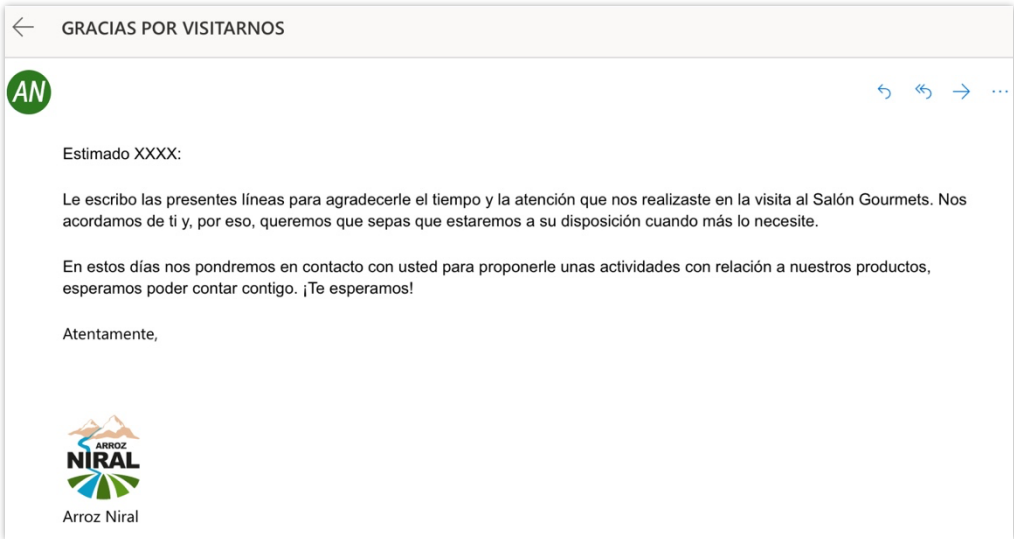 GRACIAS POR VISITARNOS
AN
Estimado XXXX:
Le escribo las presentes líneas para agradecerle el tiempo y la atención que nos realizaste en la visita al Salón Gourmets. Nos
acordamos de ti y, por eso, queremos que sepas que estaremos a su disposición cuando más lo necesite.
En estos días nos pondremos en contacto con usted para proponerle unas actividades con relación a nuestros productos,
esperamos poder contar contigo. ¡Te esperamos!
Atentamente,
ARROZ
NIRAL
Arroz Niral